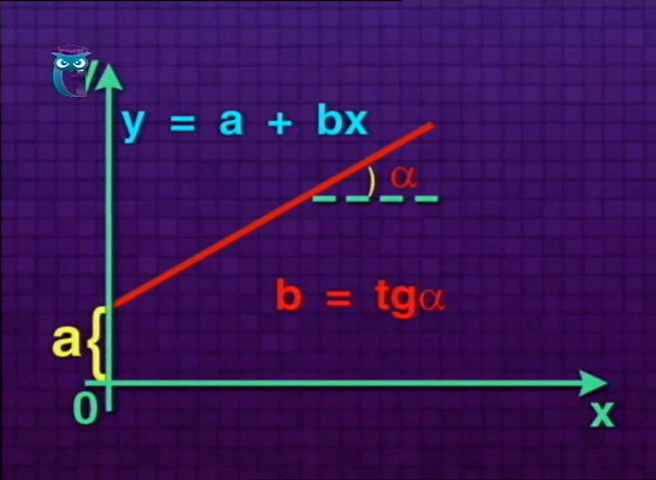 y
y = a + bx
α
b = tgα
a{
0
x